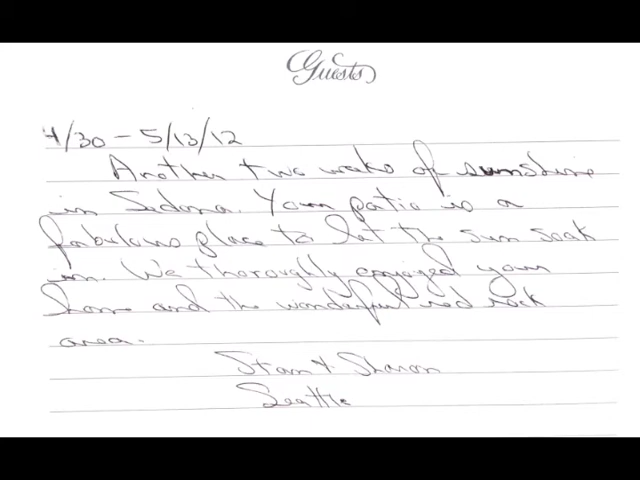 Guests
4/30 - 5/13/12
Another two weeks of sunshine
in Sedona. Your patio is a
fabulous place to let the sun soak
in. We thoroughly enjoyed your
home and the wonderful red rock
area.
Stan + Sharon
Seattle